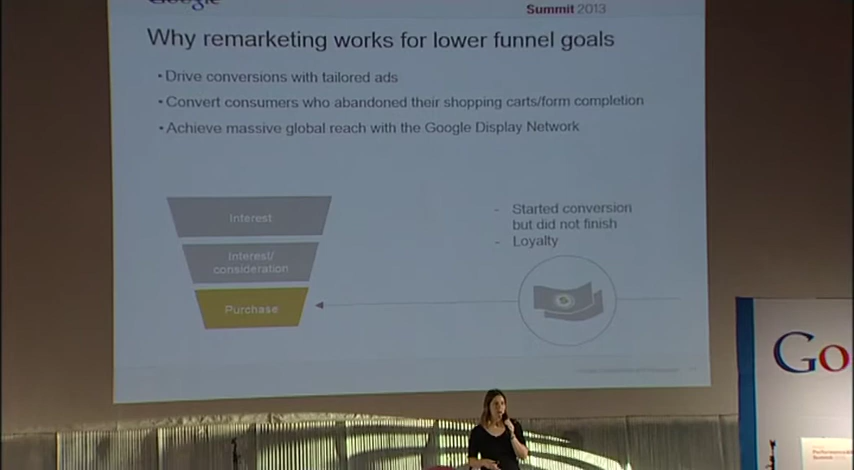 Google
Summit 2013
Why remarketing works for lower funnel goals
• Drive conversions with tailored ads
• Convert consumers who abandoned their shopping carts/form completion
• Achieve massive global reach with the Google Display Network
Interest
- Started conversion
but did not finish
- Loyalty
Interest/
consideration
Purchase
Go
Summit